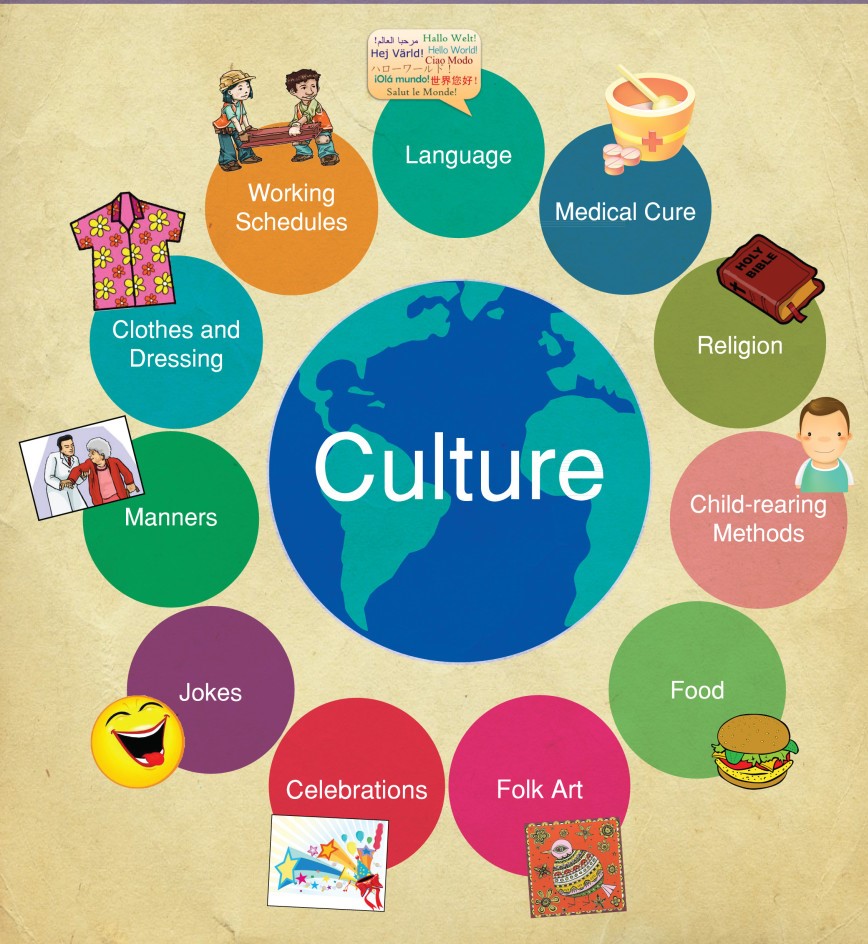 !مرحبا العالم
Hallo Welt!
Hej Värld!
Hello World!
Ciao Modo
ハローワールド!
¡Olá mundo!
世界您好!
Salut le Monde!
Language
Working
Schedules
Medical Cure
HOLY
BIBLE
Clothes and
Dressing
Religion
Culture
Manners
Child-rearing
Methods
Jokes
Food
Celebrations
Folk Art